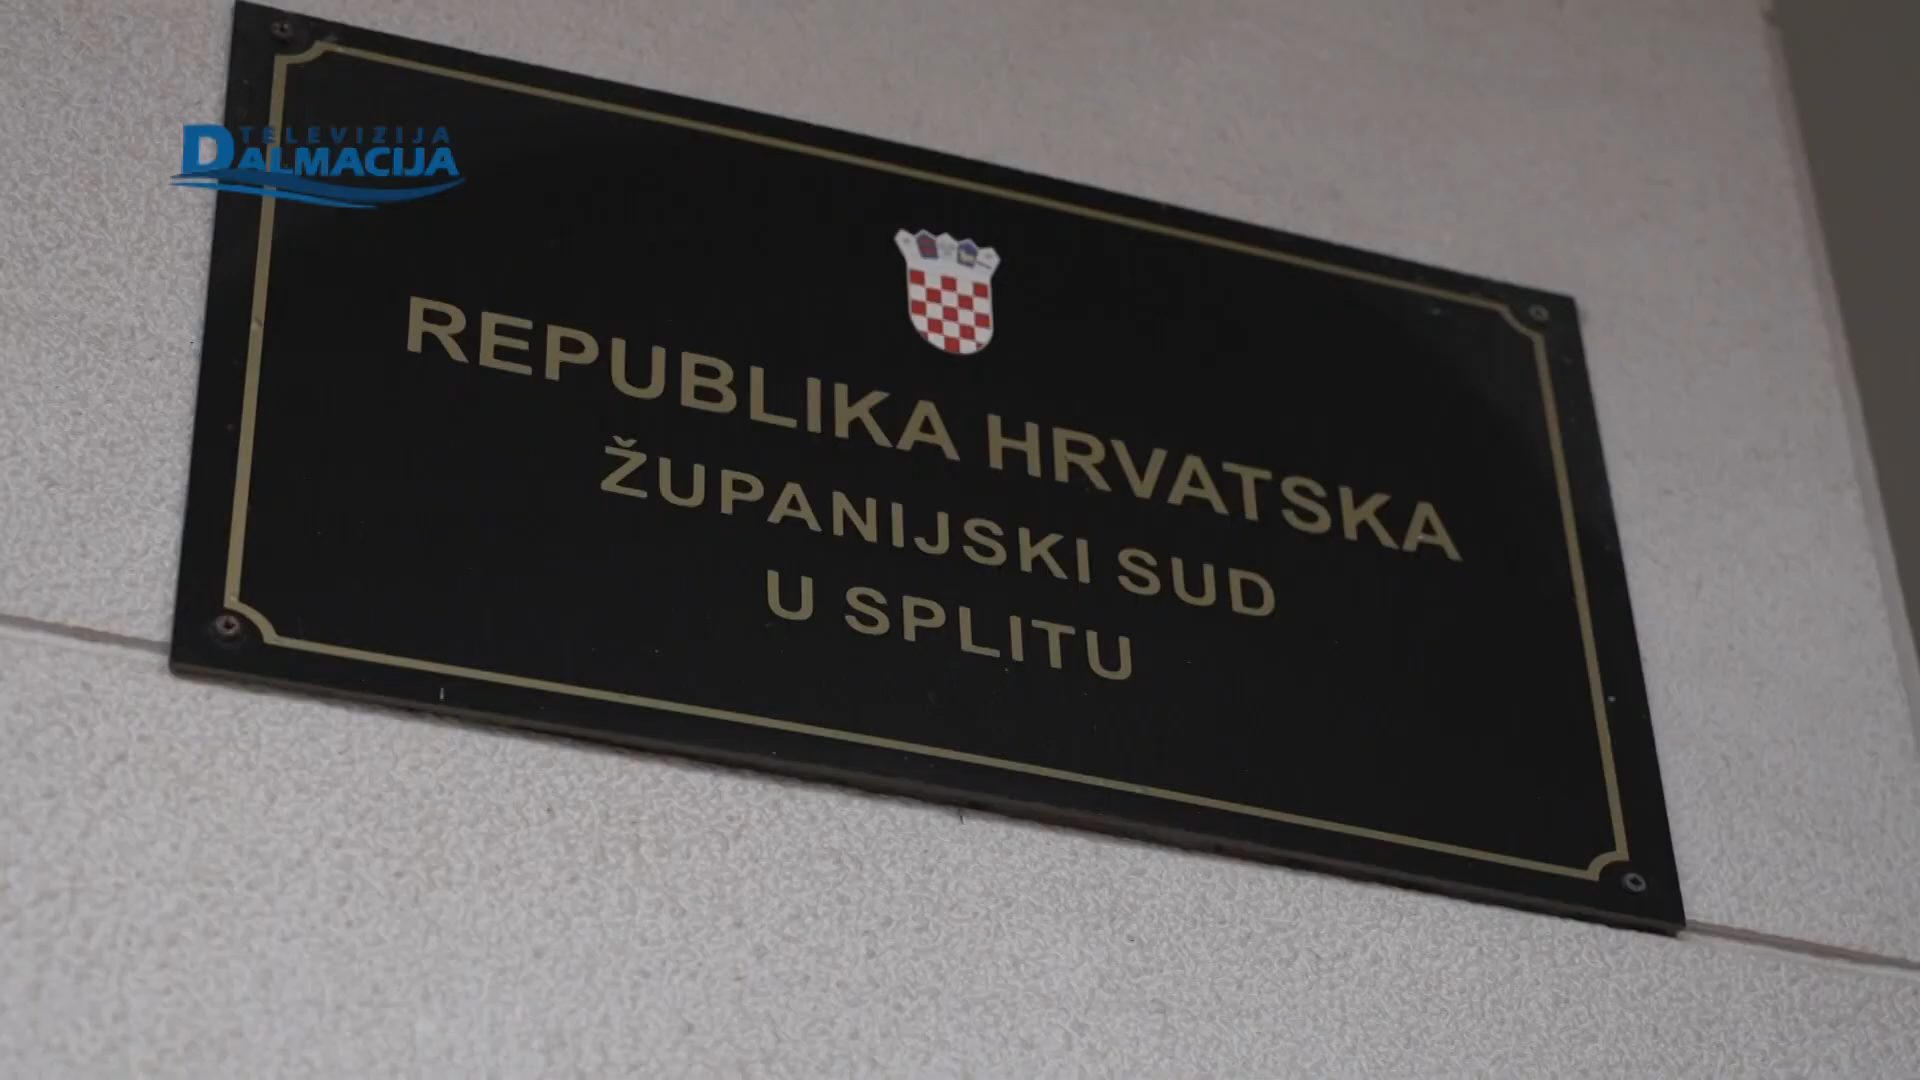 TELEVIZIJA
DALMACIJA
REPUBLIKA HRVATSKA
ŽUPANIJSKI SUD
U SPLITU